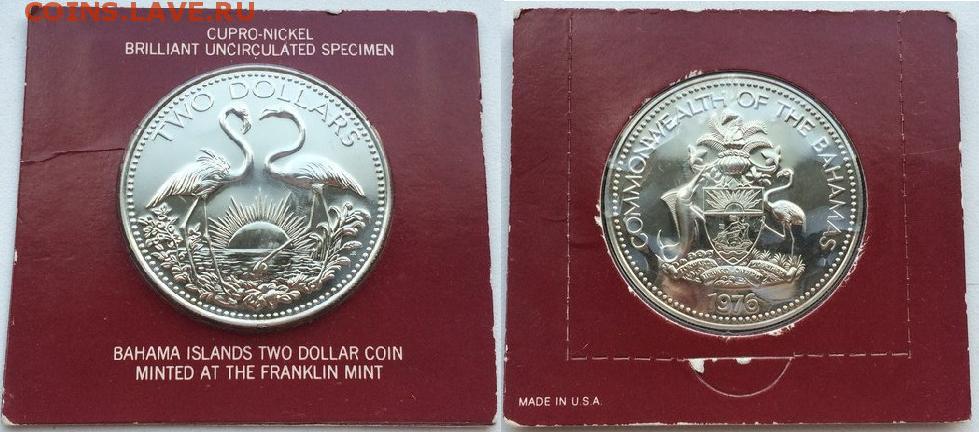 COINS.LAVE.РУ
CUPRO-NICKEL
BRILLIANT UNCIRCULATED SPECIMEN
TWO DOLLARS
BAHAMA ISLANDS TWO DOLLAR COIN
MINTED AT THE FRANKLIN MINT
COMMONWEALTH OF THE BAHAMAS
1976
MADE IN U.S.A.